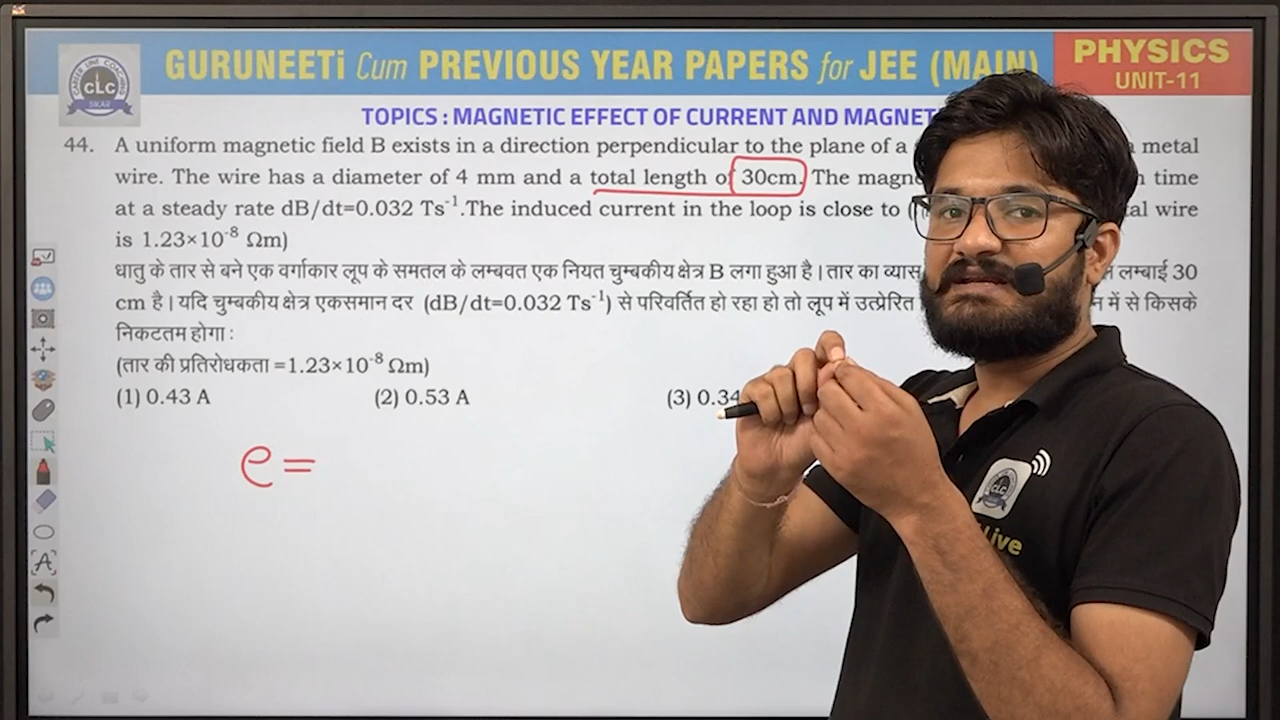 GURUNEETi Cum PREVIOUS YEAR PAPERS for JEE (MAIN)
PHYSICS
UNIT-11
CLC
SIKAR
TOPICS : MAGNETIC EFFECT OF CURRENT AND
44. A uniform magnetic field B exists in a direction perpendicular to the plane of a metal
wire. The wire has a diameter of 4 mm and a total length of 30cm. The time
at a steady rate dB/dt=0.032 Ts⁻¹.The induced current in the loop is close to wire
is 1.23×10⁻⁸ Ωm)
धातु के तार से बने एक वर्गाकार लूप के समतल के लम्बवत एक नियत चुम्बकीय क्षेत्र B लगा हुआ है। तार का व्यास लम्बाई 30
cm है। यदि चुम्बकीय क्षेत्र एकसमान दर (dB/dt=0.032 Ts⁻¹) से परिवर्तित हो रहा हो तो लूप में उत्प्रेरित में से किसके
निकटतम होगा :
(तार की प्रतिरोधकता =1.23×10⁻⁸ Ωm)
(1) 0.43 A (2) 0.53 A (3) 0.34
e =
CLC
Live